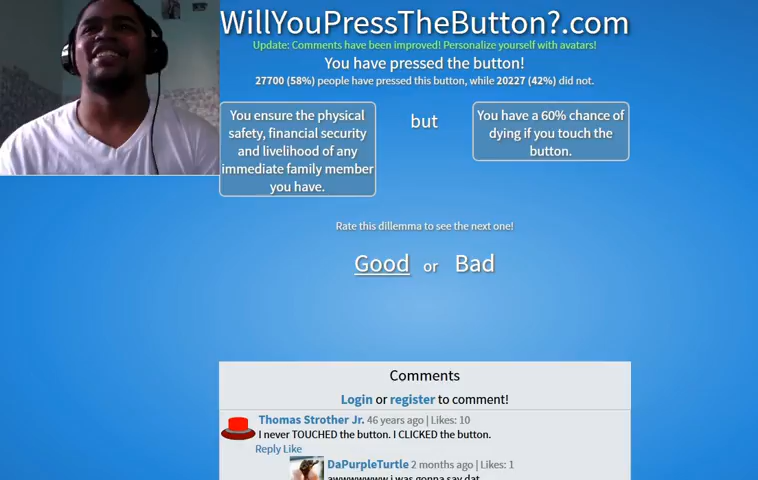 WillYouPressTheButton?.com
Update: Comments have been improved! Personalize yourself with avatars!
You have pressed the button!
27700 (58%) people have pressed this button, while 20227 (42%) did not.
You ensure the physical
safety, financial security
and livelihood of any
immediate family member
you have.
but
You have a 60% chance of
dying if you touch the
button.
Rate this dillemma to see the next one!
Good or Bad
Comments
Login or register to comment!
Thomas Strother Jr. 46 years ago | Likes: 10
I never TOUCHED the button. I CLICKED the button.
Reply Like
DaPurpleTurtle 2 months ago | Likes: 1
awwwwwww i was gonna say dat